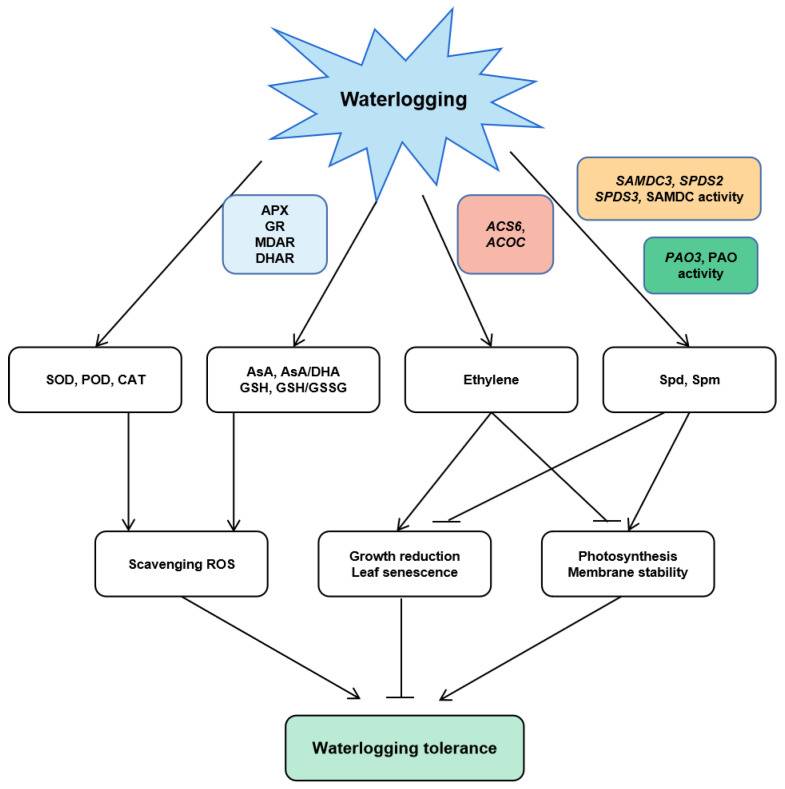 Waterlogging
SAMDC3, SPDS2
SPDS3, SAMDC activity
APX
GR
MDAR
DHAR
ACS6,
ACOC
PAO3, PAO
activity
SOD, POD, CAT
AsA, AsA/DHA
GSH, GSH/GSSG
Ethylene
Spd, Spm
Scavenging ROS
Growth reduction
Leaf senescence
Photosynthesis
Membrane stability
Waterlogging tolerance